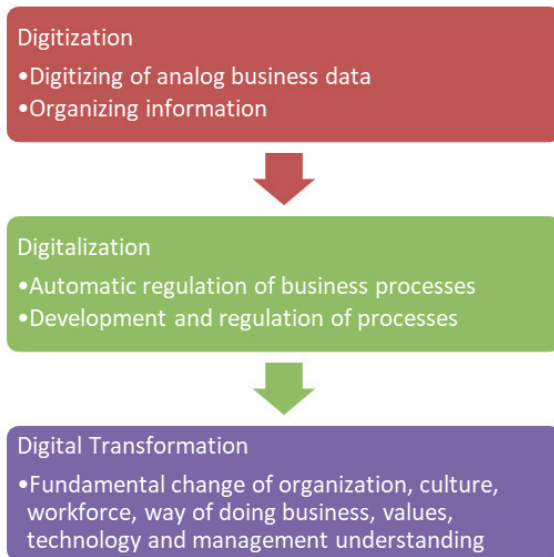 Digitization
•Digitizing of analog business data
•Organizing information
Digitalization
•Automatic regulation of business processes
•Development and regulation of processes
Digital Transformation
•Fundamental change of organization, culture,
workforce, way of doing business, values,
technology and management understanding